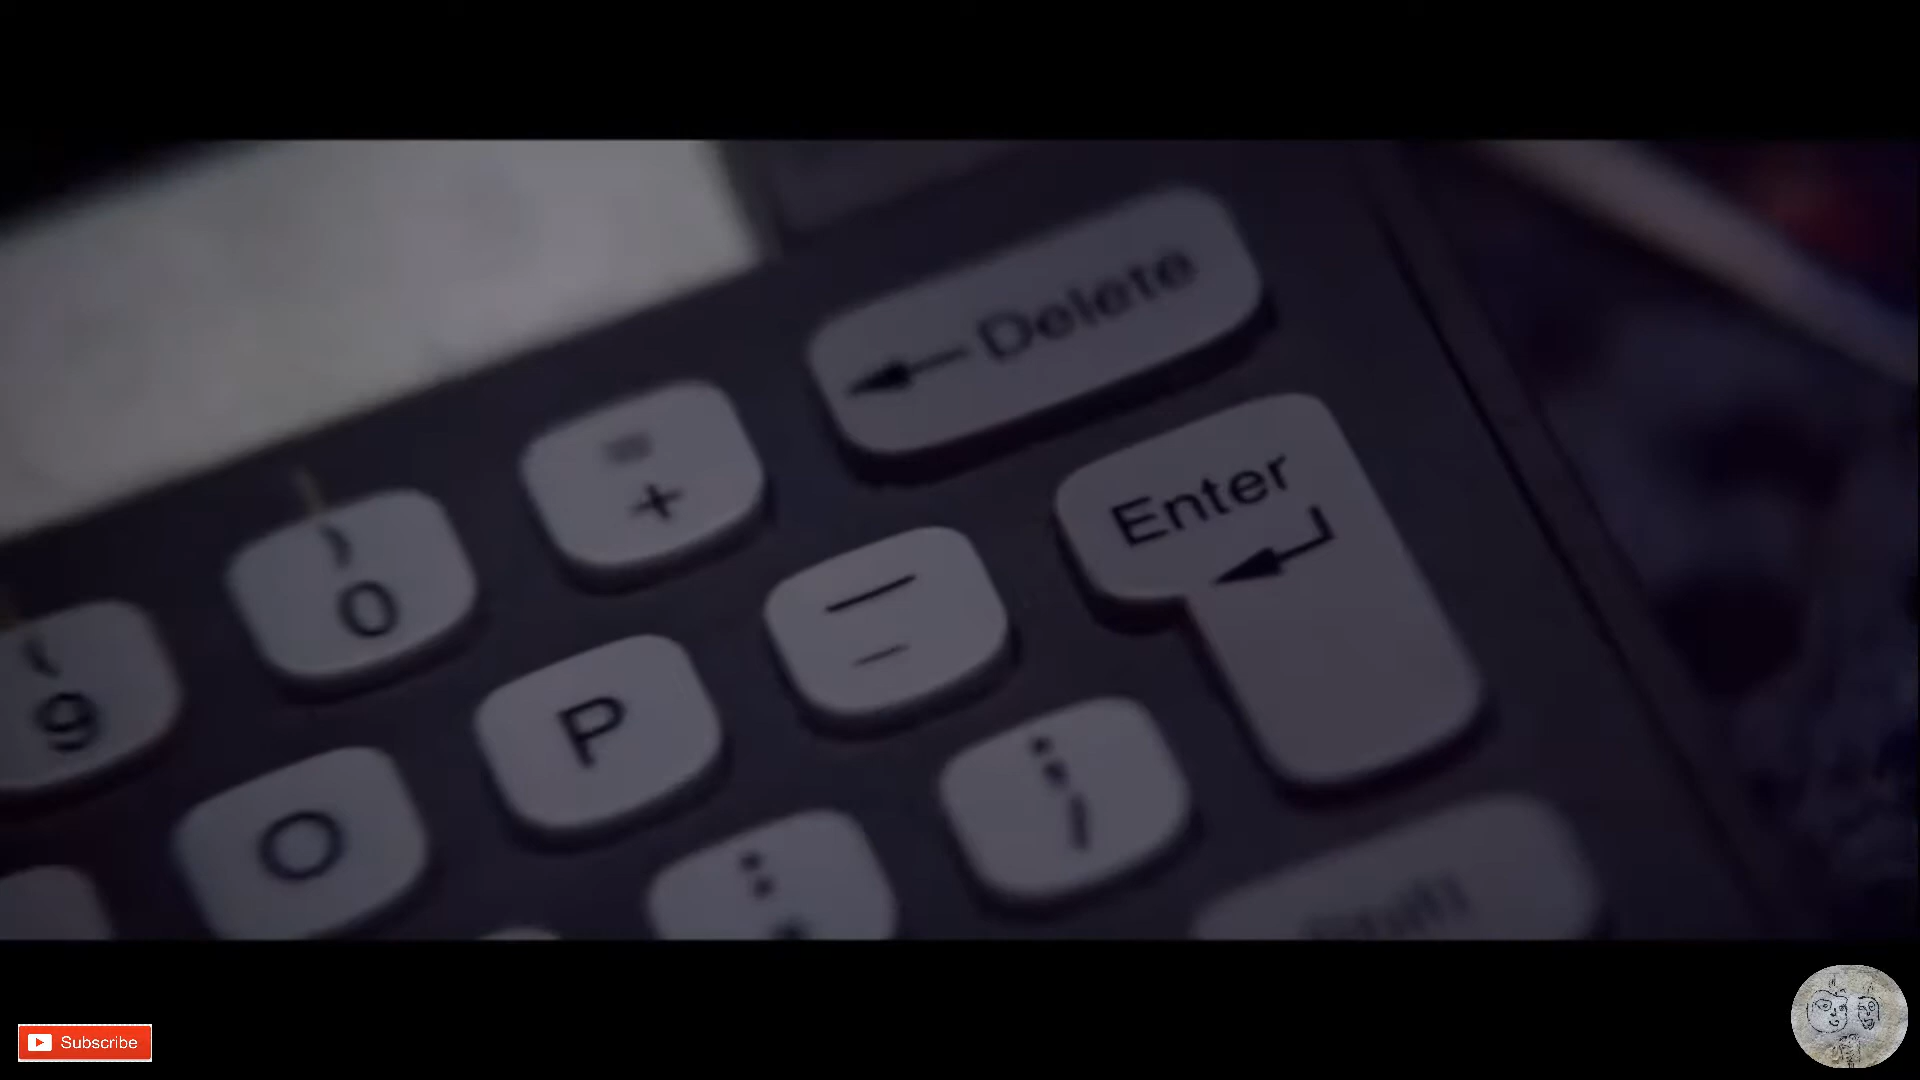 ← Delete
=
+
)
0
(
9
Enter
P
O
:
Subscribe